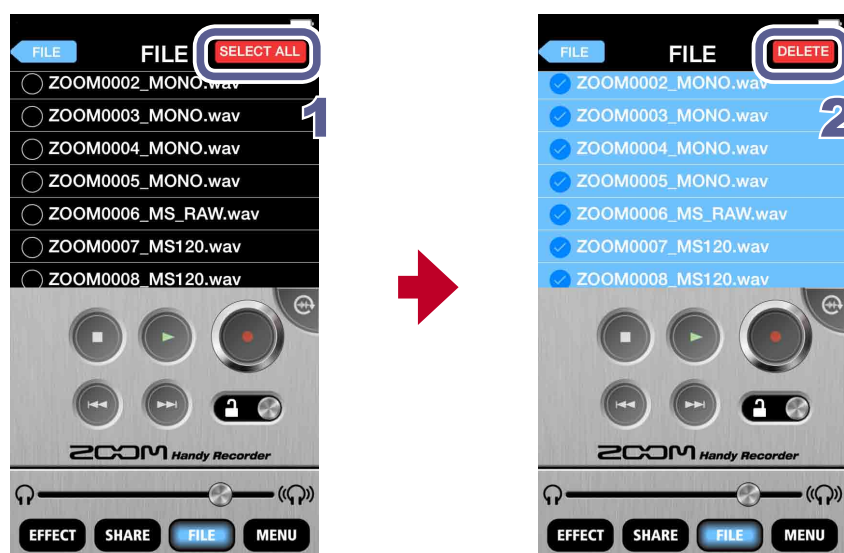 FILE FILE SELECT ALL
1
ZOOM0002_MONO.wav
ZOOM0003_MONO.wav
ZOOM0004_MONO.wav
ZOOM0005_MONO.wav
ZOOM0006_MS_RAW.wav
ZOOM0007_MS120.wav
ZOOM0008_MS120.wav
ZOOM Handy Recorder
EFFECT SHARE FILE MENU
FILE FILE DELETE
2
ZOOM0002_MONO.wav
ZOOM0003_MONO.wav
ZOOM0004_MONO.wav
ZOOM0005_MONO.wav
ZOOM0006_MS_RAW.wav
ZOOM0007_MS120.wav
ZOOM0008_MS120.wav
ZOOM Handy Recorder
EFFECT SHARE FILE MENU